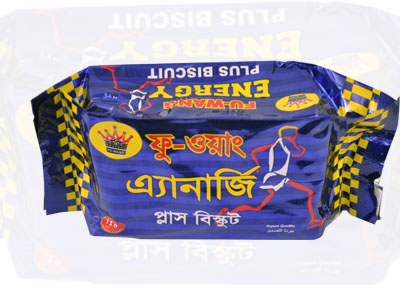 FU-WANG
ENERGY
PLUS BISCUIT
ফু-ওয়াং
এ্যানার্জি
প্লাস বিস্কুট
Export Quality